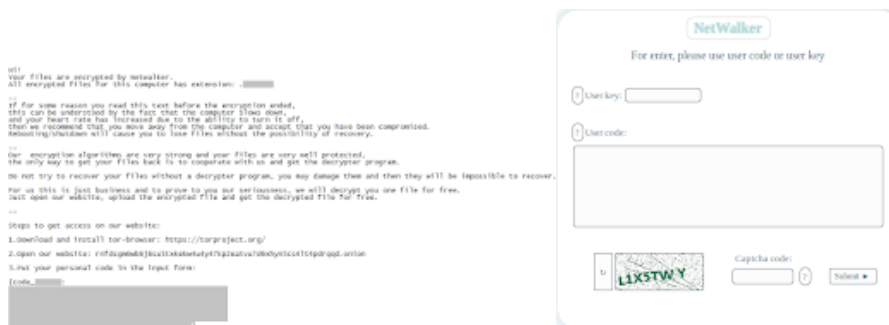 Hi!
Your files are encrypted by Netwalker.
All encrypted files for this computer has extension: .
--
If for some reason you read this text before the encryption ended,
this can be understood by the fact that the computer slows down,
and your heart rate has increased due to the ability to turn it off,
then we recommend that you move away from the computer and accept that you have been compromised.
Rebooting/shutdown will cause you to lose files without the possibility of recovery.
--
Our encryption algorithms are very strong and your files are very well protected,
the only way to get your files back is to cooperate with us and get the decrypter program.
Do not try to recover your files without a decrypter program, you may damage them and then they will be impossible to recover.
For us this is just business and to prove to you our seriousness, we will decrypt you one file for free.
Just open our website, upload the encrypted file and get the decrypted file for free.
--
Steps to get access on our website:
1.Download and install tor-browser: https://torproject.org/
2.Open our website:
3.Put your personal code in the input form:
{code_
NetWalker
For enter, please use user code or user key
? User key:
? User code:
L1X5TW Y
Captcha code:
?
Submit ►